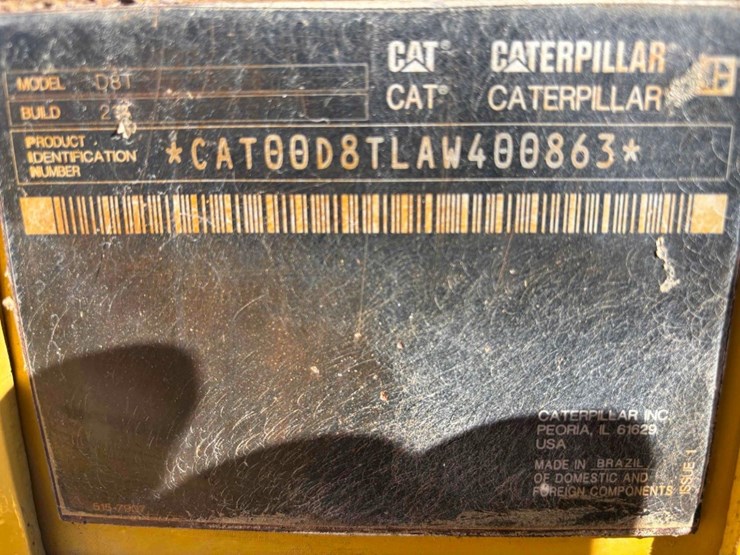 CAT® CATERPILLAR®
CAT® CATERPILLAR®
MODEL D8T
BUILD
PRODUCT
IDENTIFICATION
NUMBER
*CAT00D8TLAW400863*
CATERPILLAR INC.
PEORIA, IL 61629
USA
MADE IN BRAZIL
OF DOMESTIC AND
FOREIGN COMPONENTS
ISSUE 1